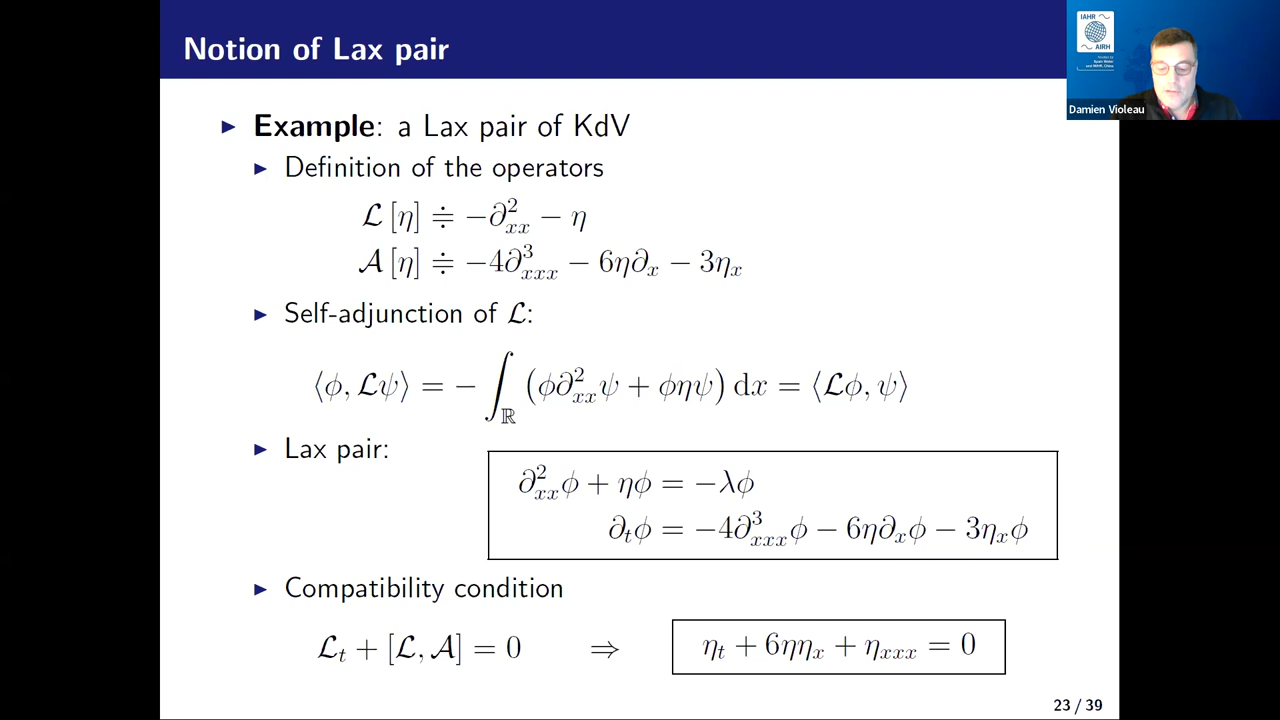 Notion of Lax pair
IAHR
AIRH
Damien Violeau
▶ Example: a Lax pair of KdV
▶ Definition of the operators
ℒ [η] ≑ −∂²ₓₓ − η
𝒜 [η] ≑ −4∂³ₓₓₓ − 6η∂ₓ − 3ηₓ
▶ Self-adjunction of ℒ:
⟨ϕ, ℒψ⟩ = − ∫_ℝ (ϕ∂²ₓₓψ + ϕηψ) dx = ⟨ℒϕ, ψ⟩
▶ Lax pair:
∂²ₓₓϕ + ηϕ = −λϕ
∂ₜϕ = −4∂³ₓₓₓϕ − 6η∂ₓϕ − 3ηₓϕ
▶ Compatibility condition
ℒₜ + [ℒ, 𝒜] = 0 ⇒ ηₜ + 6ηηₓ + ηₓₓₓ = 0
23 / 39